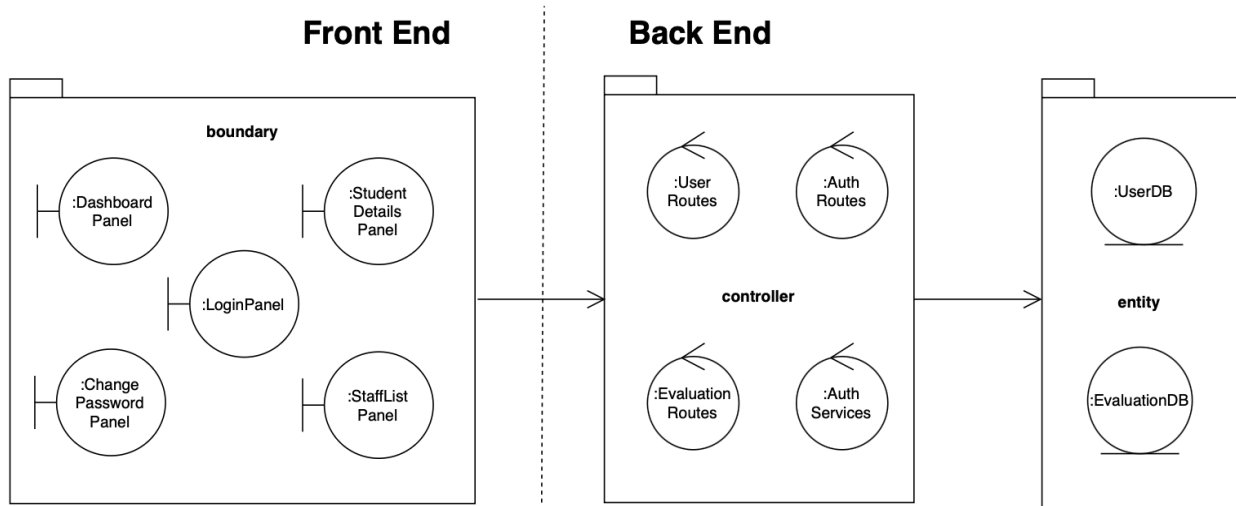 Front End
Back End
boundary
:Dashboard
Panel
:Student
Details
Panel
:LoginPanel
:Change
Password
Panel
:StaffList
Panel
:User
Routes
:Auth
Routes
controller
:Evaluation
Routes
:Auth
Services
:UserDB
entity
:EvaluationDB